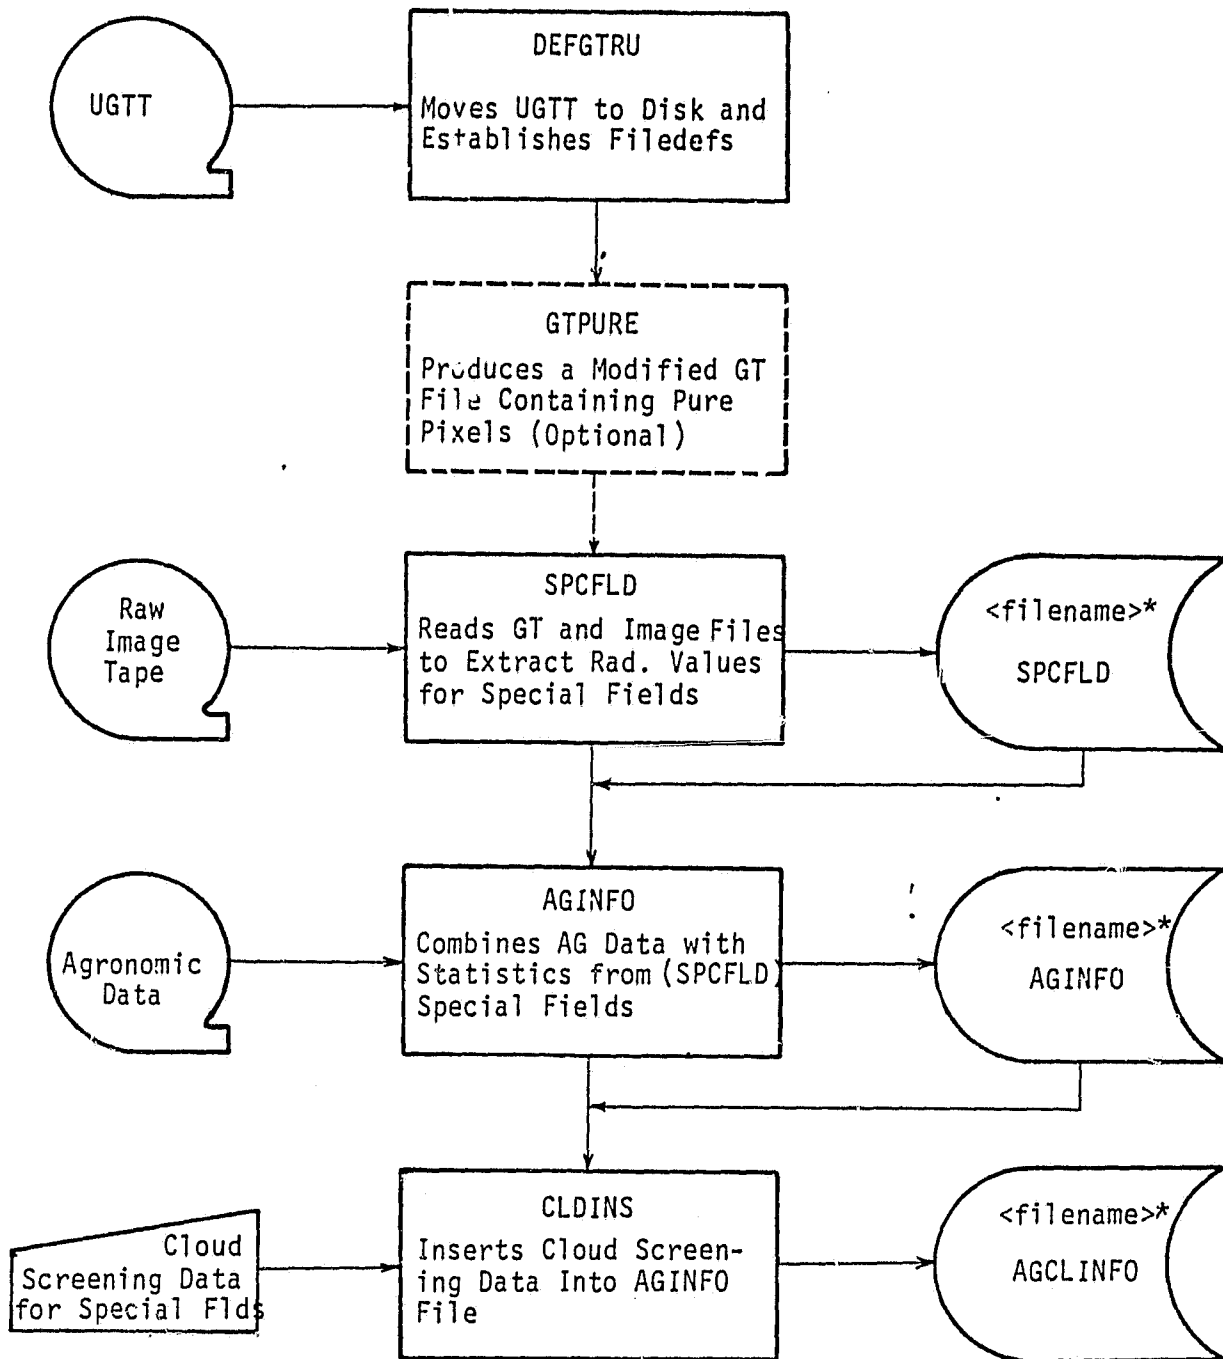 UGTT
DEFGTRU
Moves UGTT to Disk and
Establishes Filedefs
GTPURE
Produces a Modified GT
File Containing Pure
Pixels (Optional)
Raw
Image
Tape
SPCFLD
Reads GT and Image Files
to Extract Rad. Values
for Special Fields
<filename>*
SPCFLD
Agronomic
Data
AGINFO
Combines AG Data with
Statistics from (SPCFLD)
Special Fields
<filename>*
AGINFO
Cloud
Screening Data
for Special Flds
CLDINS
Inserts Cloud Screen-
ing Data Into AGINFO
File
<filename>*
AGCLINFO